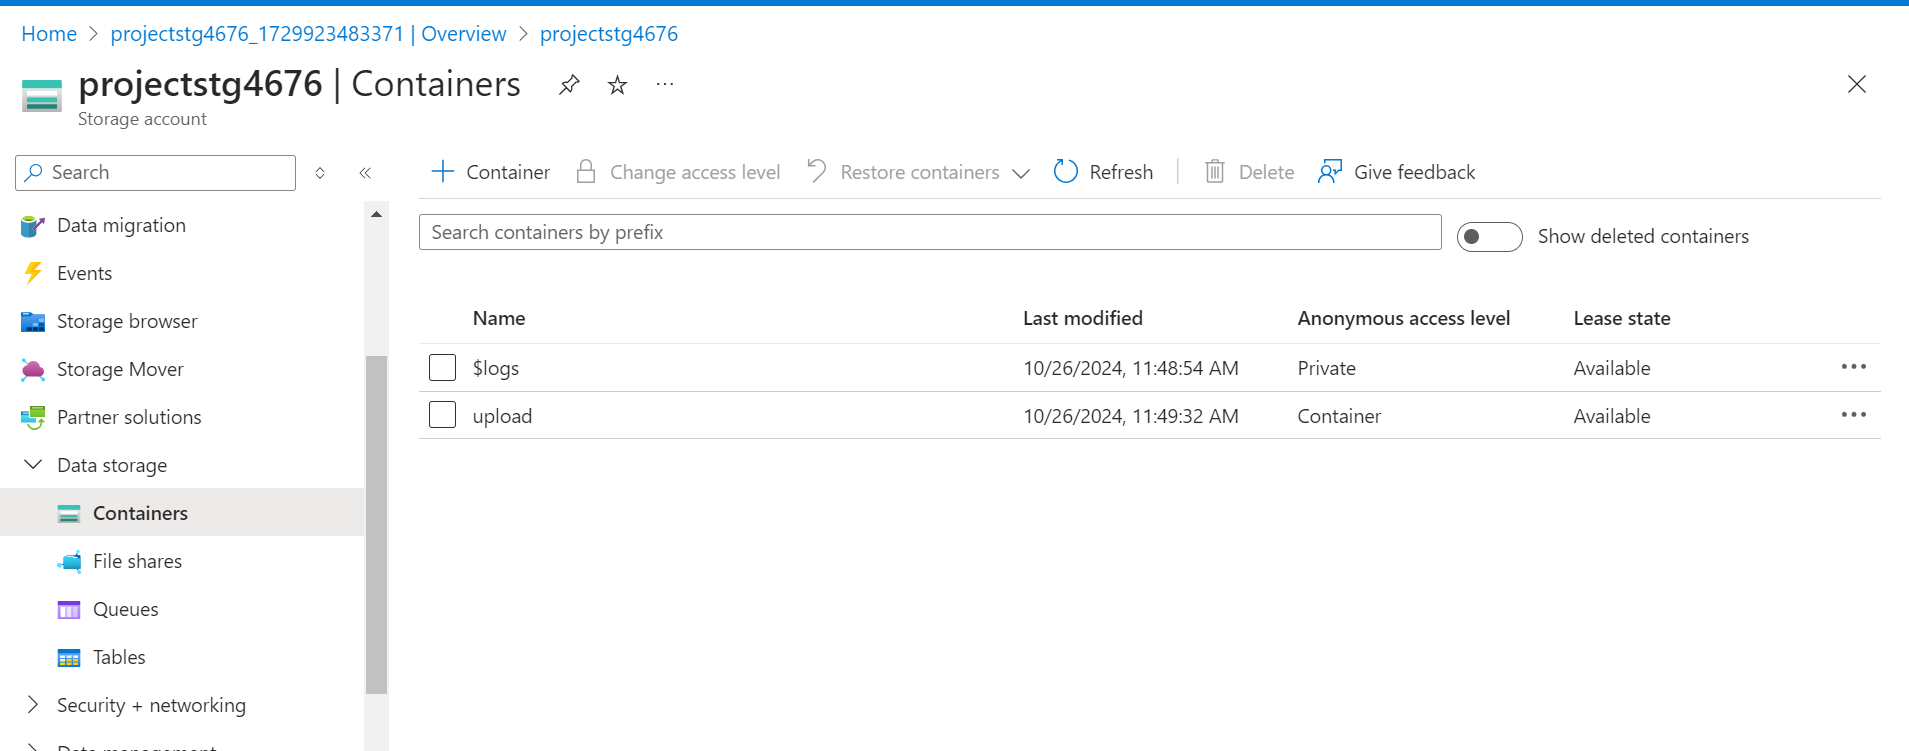 Home > projectstg4676_1729923483371 | Overview > projectstg4676
projectstg4676 | Containers ···
Storage account
Search
Data migration
Events
Storage browser
Storage Mover
Partner solutions
Data storage
Containers
File shares
Queues
Tables
Security + networking
Data management
Container Change access level Restore containers Refresh Delete Give feedback
Search containers by prefix
Show deleted containers
Name Last modified Anonymous access level Lease state
$logs 10/26/2024, 11:48:54 AM Private Available ···
upload 10/26/2024, 11:49:32 AM Container Available ···